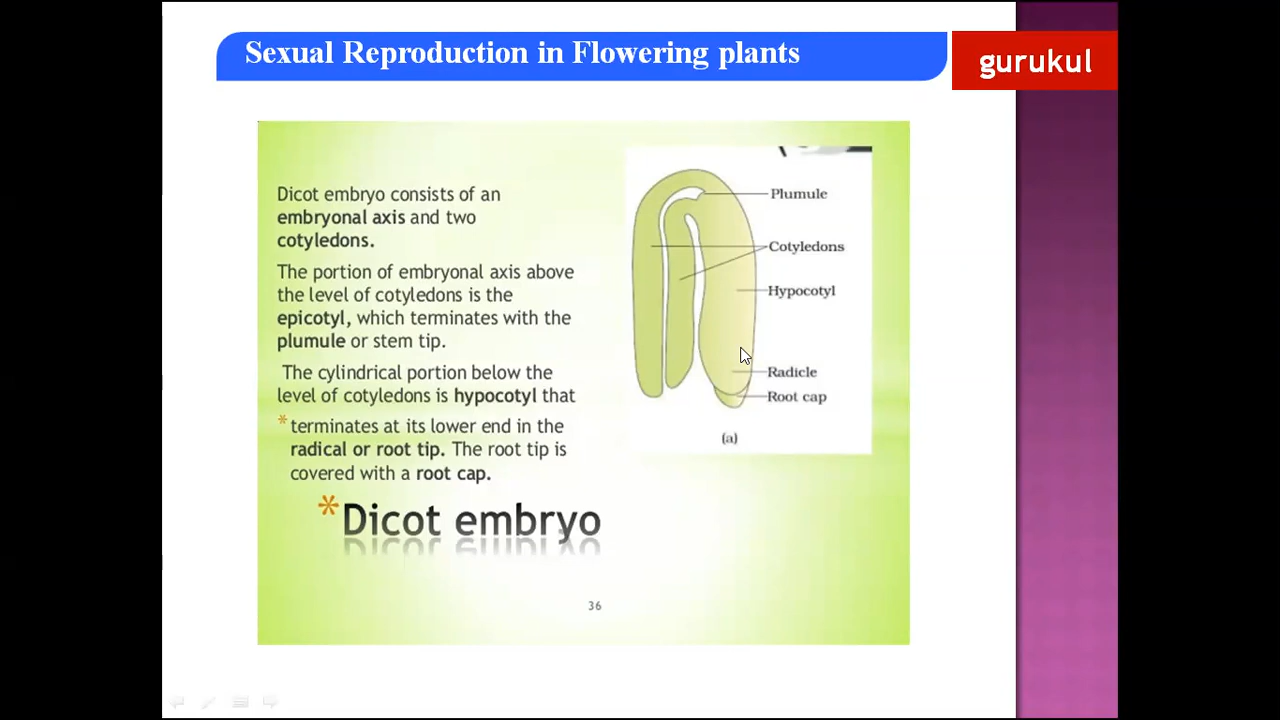 Sexual Reproduction in Flowering plants
gurukul
Dicot embryo consists of an
embryonal axis and two
cotyledons.
The portion of embryonal axis above
the level of cotyledons is the
epicotyl, which terminates with the
plumule or stem tip.
The cylindrical portion below the
level of cotyledons is hypocotyl that
* terminates at its lower end in the
radical or root tip. The root tip is
covered with a root cap.
Plumule
Cotyledons
Hypocotyl
Radicle
Root cap
(a)
*Dicot embryo
36